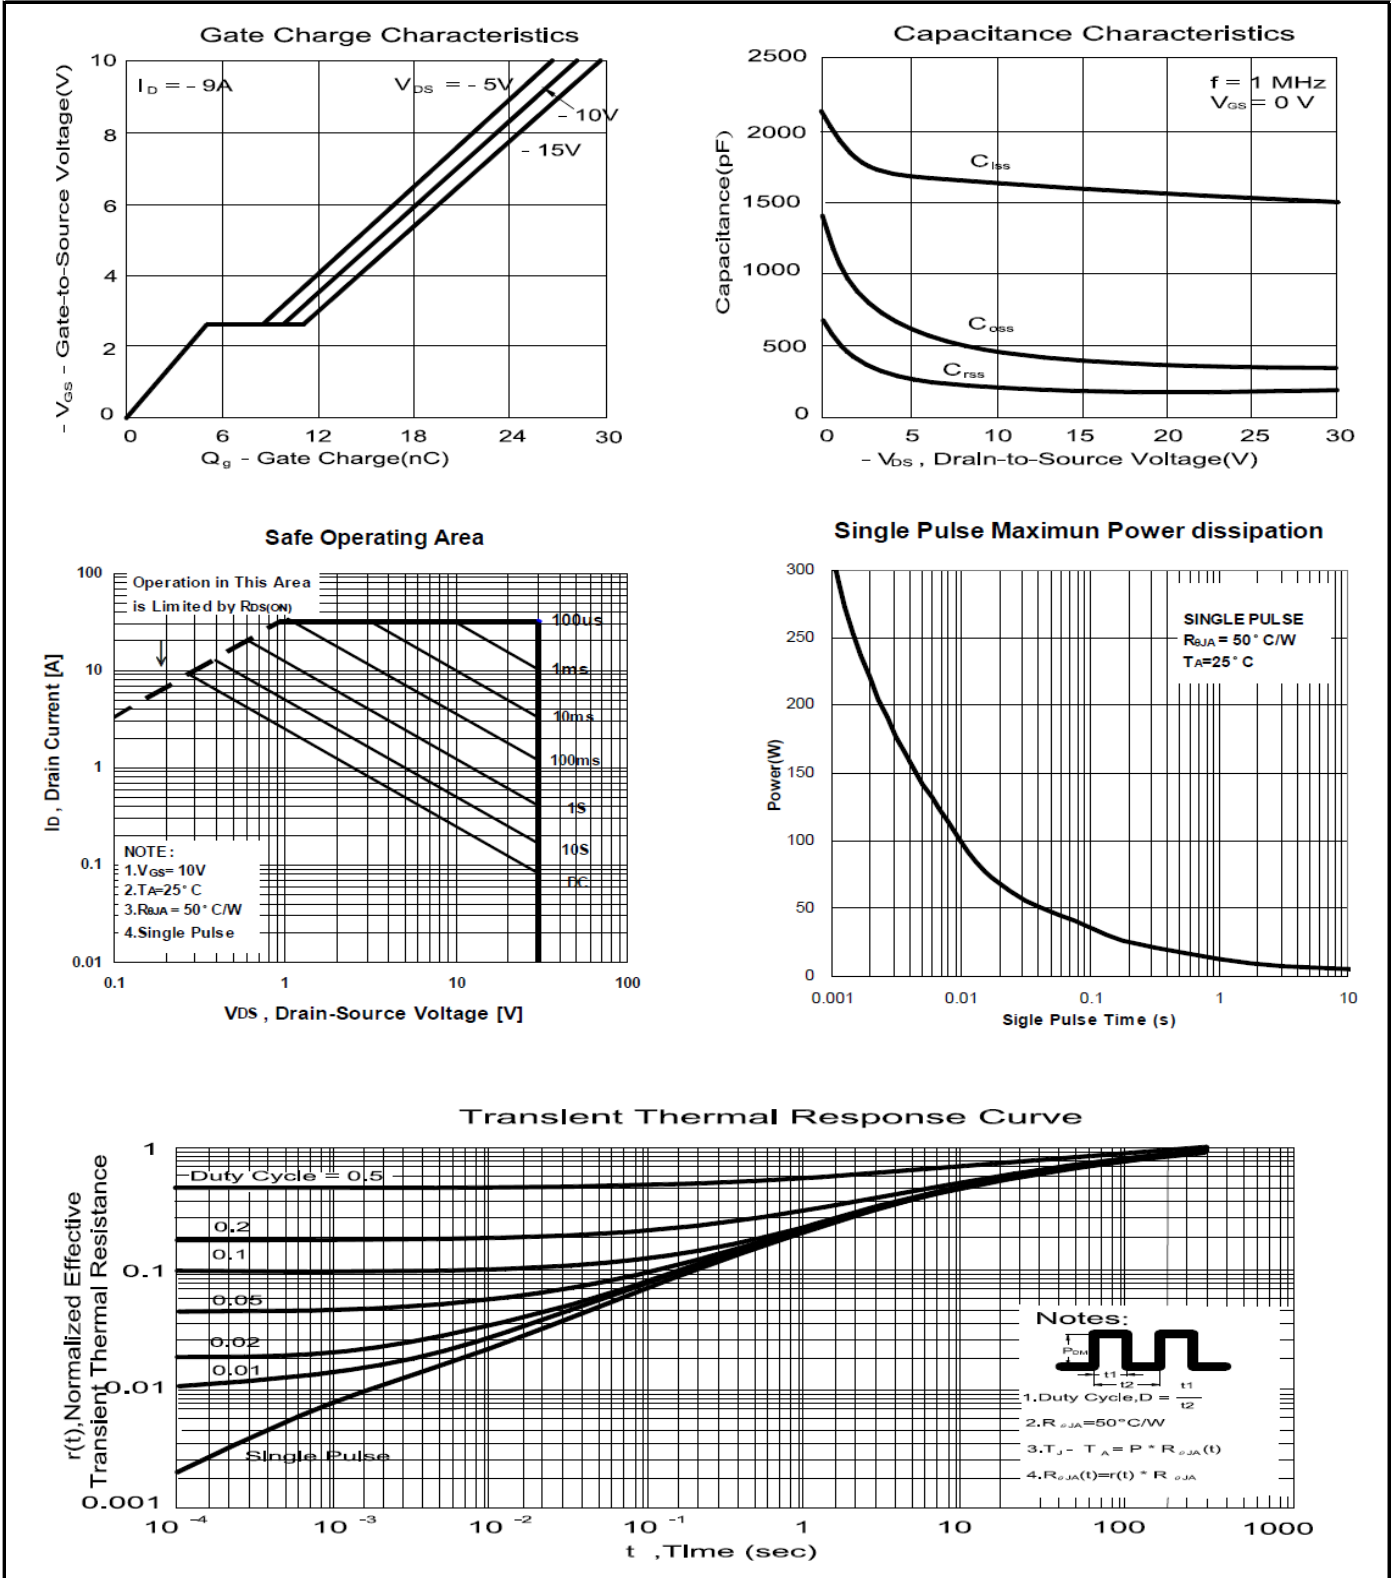 Gate Charge Characteristics
10
8
6
4
2
0
I D = - 9A
V DS = - 5V
- 10V
- 15V
- VGS - Gate-to-Source Voltage(V)
0 6 12 18 24 30
Qg - Gate Charge(nC)
Capacitance Characteristics
2500
2000
1500
1000
500
0
f = 1 MHz
VGS = 0 V
Ciss
Coss
Crss
Capacitance(pF)
0 5 10 15 20 25 30
- VDS , Drain-to-Source Voltage(V)
Safe Operating Area
100
10
1
0.1
0.01
Operation in This Area
is Limited by RDS(ON)
100us
1ms
10ms
100ms
1S
10S
DC
NOTE :
1.VGS= 10V
2.TA=25°C
3.RθJA = 50°C/W
4.Single Pulse
ID , Drain Current [A]
0.1 1 10 100
VDS , Drain-Source Voltage [V]
Single Pulse Maximun Power dissipation
300
250
200
150
100
50
0
SINGLE PULSE
RθJA = 50°C/W
TA=25°C
Power(W)
0.001 0.01 0.1 1 10
Sigle Pulse Time (s)
Transient Thermal Response Curve
1
0.1
0.01
0.001
r(t),Normalized Effective
Transient Thermal Resistance
Duty Cycle = 0.5
0.2
0.1
0.05
0.02
0.01
Single Pulse
Notes:
PDM
t1
t2
1.Duty Cycle,D = t1
t2
2.RθJA=50°C/W
3.TJ - TA = P * RθJA(t)
4.RθJA(t)=r(t) * RθJA
10 -4 10 -3 10 -2 10 -1 1 10 100 1000
t ,Time (sec)